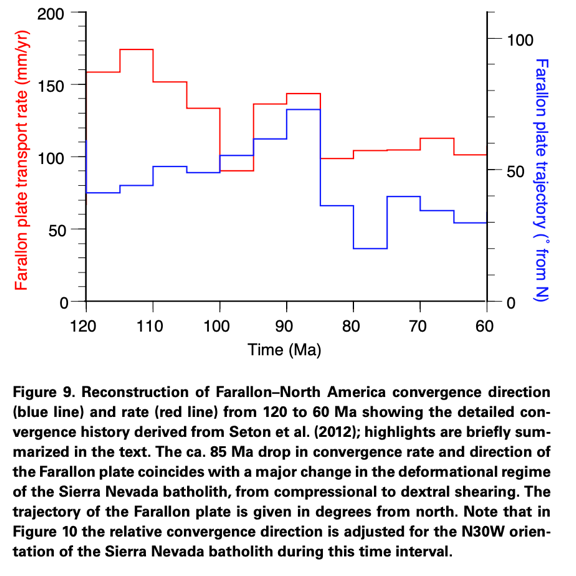 200
150
100
50
0
Farallon plate transport rate (mm/yr)
100
50
0
Farallon plate trajectory (° from N)
120
110
100
90
80
70
60
Time (Ma)
Figure 9. Reconstruction of Farallon–North America convergence direction
(blue line) and rate (red line) from 120 to 60 Ma showing the detailed con-
vergence history derived from Seton et al. (2012); highlights are briefly sum-
marized in the text. The ca. 85 Ma drop in convergence rate and direction of
the Farallon plate coincides with a major change in the deformational regime
of the Sierra Nevada batholith, from compressional to dextral shearing. The
trajectory of the Farallon plate is given in degrees from north. Note that in
Figure 10 the relative convergence direction is adjusted for the N30W orien-
tation of the Sierra Nevada batholith during this time interval.